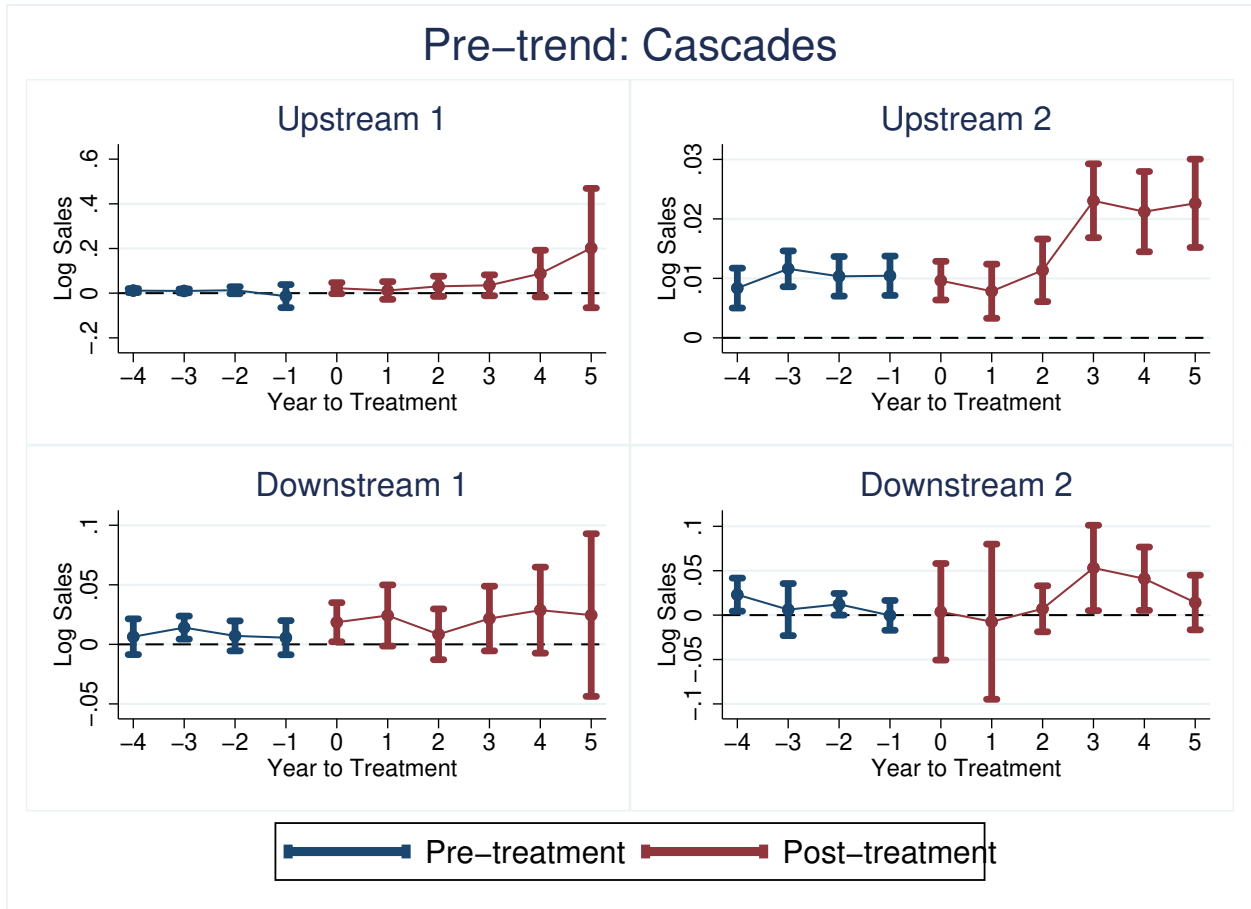 Pre−trend: Cascades
Upstream 1
Log Sales
.6
.4
.2
0
−.2
−4 −3 −2 −1 0 1 2 3 4 5
Year to Treatment
Upstream 2
Log Sales
.03
.02
.01
0
−4 −3 −2 −1 0 1 2 3 4 5
Year to Treatment
Downstream 1
Log Sales
.1
.05
0
−.05
−4 −3 −2 −1 0 1 2 3 4 5
Year to Treatment
Downstream 2
Log Sales
.1
.05
0
−.05
−.1
−4 −3 −2 −1 0 1 2 3 4 5
Year to Treatment
Pre−treatment Post−treatment